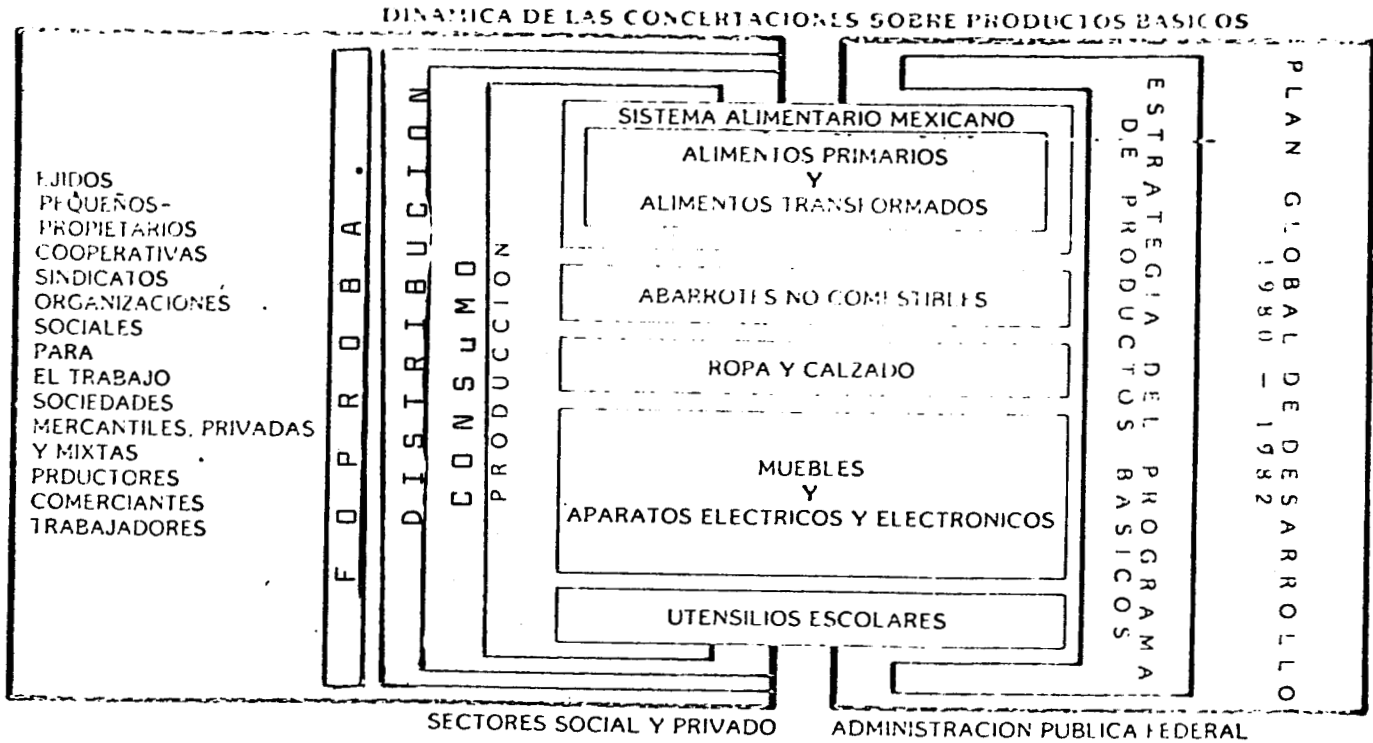 DINAMICA DE LAS CONCERTACIONES SOBRE PRODUCTOS BASICOS
EJIDOS
PEQUEÑOS-
PROPIETARIOS
COOPERATIVAS
SINDICATOS
ORGANIZACIONES
SOCIALES
PARA
EL TRABAJO
SOCIEDADES
MERCANTILES, PRIVADAS
Y MIXTAS
PRDUCTORES
COMERCIANTES
TRABAJADORES
FOPROBA.
DISTRIBUCION
CONSuMO
PRODUCCION
SISTEMA ALIMENTARIO MEXICANO
ALIMENTOS PRIMARIOS
Y
ALIMENTOS TRANSFORMADOS
ABARROTES NO COMESTIBLES
ROPA Y CALZADO
MUEBLES
Y
APARATOS ELECTRICOS Y ELECTRONICOS
UTENSILIOS ESCOLARES
ESTRATEGIA DEL PROGRAMA
DE PRODUCTOS BASICOS
PLAN GLOBAL DE DESARROLLO
1980 - 1982
SECTORES SOCIAL Y PRIVADO
ADMINISTRACION PUBLICA FEDERAL